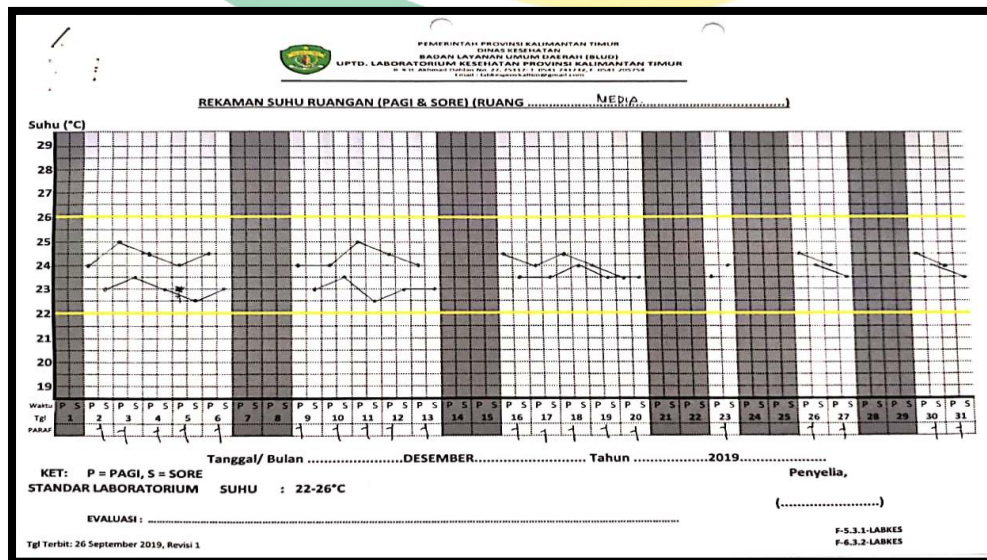 PEMERINTAH PROVINSI KALIMANTAN TIMUR
DINAS KESEHATAN
BADAN LAYANAN UMUM DAERAH (BLUD)
UPTD. LABORATORIUM KESEHATAN PROVINSI KALIMANTAN TIMUR
REKAMAN SUHU RUANGAN (PAGI & SORE) (RUANG ....................MEDIA........................................)
Suhu (°C)
29
28
27
26
25
24
23
22
21
20
19
Waktu P S P S P S P S P S P S P S P S P S P S P S P S P S P S P S P S P S P S P S P S P S P S P S P S P S P S P S P S P S P S P S
Tgl 1 2 3 4 5 6 7 8 9 10 11 12 13 14 15 16 17 18 19 20 21 22 23 24 25 26 27 28 29 30 31
PARAF
Tanggal/ Bulan ......................DESEMBER.......................... Tahun .................2019....................
KET: P = PAGI, S = SORE
Penyelia,
STANDAR LABORATORIUM SUHU : 22-26°C
(.......................)
EVALUASI : ....................................................................................................
F-5.3.1-LABKES
F-6.3.2-LABKES
Tgl Terbit: 26 September 2019, Revisi 1